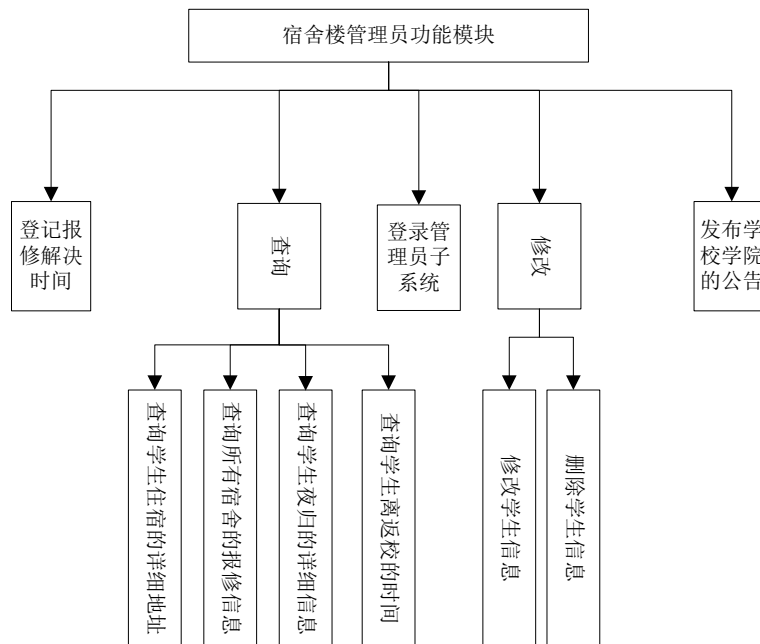 宿舍楼管理员功能模块
登记报
修解决
时间
查询
登录管
理员子
系统
修改
发布学
校学院
的公告
查询学生住宿的详细地址
查询所有宿舍的报修信息
查询学生夜归的详细信息
查询学生离返校的时间
修改学生信息
删除学生信息